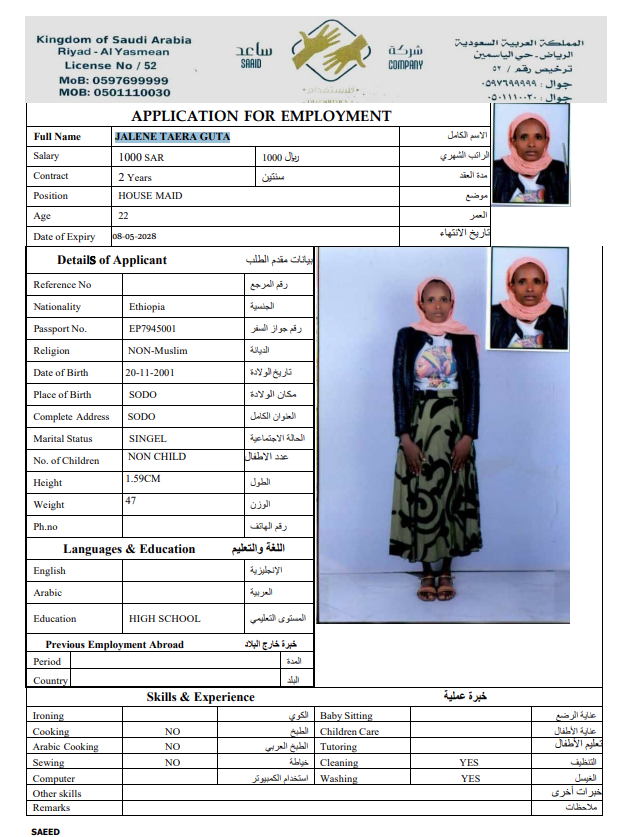 Kingdom of Saudi Arabia
Riyadh - Al Yasmean
License No / 52
MoB: 0597699999
MOB: 0501110030
ساعد
SAAID
شركة
COMPANY
المملكة العربية السعودية
الرياض - حي الياسمين
ترخيص رقم / ٥٢
جوال : ٠٥٩٧٦٩٩٩٩٩
جوال : ٠٥٠١١١٠٠٣٠
APPLICATION FOR EMPLOYMENT
Full Name JALENE TAERA GUTA الاسم الكامل
Salary 1000 SAR 1000 ريال الراتب الشهري
Contract 2 Years سنتين مدة العقد
Position HOUSE MAID موضع
Age 22 العمر
Date of Expiry 08-05-2028 تاريخ الانتهاء
Details of Applicant بيانات مقدم الطلب
Reference No رقم المرجع
Nationality Ethiopia الجنسية
Passport No. EP7945001 رقم جواز السفر
Religion NON-Muslim الديانة
Date of Birth 20-11-2001 تاريخ الولادة
Place of Birth SODO مكان الولادة
Complete Address SODO العنوان الكامل
Marital Status SINGEL الحالة الاجتماعية
No. of Children NON CHILD عدد الاطفال
Height 1.59CM الطول
Weight 47 الوزن
Ph.no رقم الهاتف
Languages & Education اللغة والتعليم
English الإنجليزية
Arabic العربية
Education HIGH SCHOOL المستوى التعليمي
Previous Employment Abroad خبرة خارج البلاد
Period المدة
Country البلد
Skills & Experience خبرة عملية
Ironing الكوي Baby Sitting عناية الرضع
Cooking NO الطبخ Children Care عناية الأطفال
Arabic Cooking NO الطبخ العربي Tutoring تعليم الأطفال
Sewing NO خياطة Cleaning YES التنظيف
Computer استخدام الكمبيوتر Washing YES الغيسل
Other skills خبرات أخرى
Remarks ملاحظات
SAEED